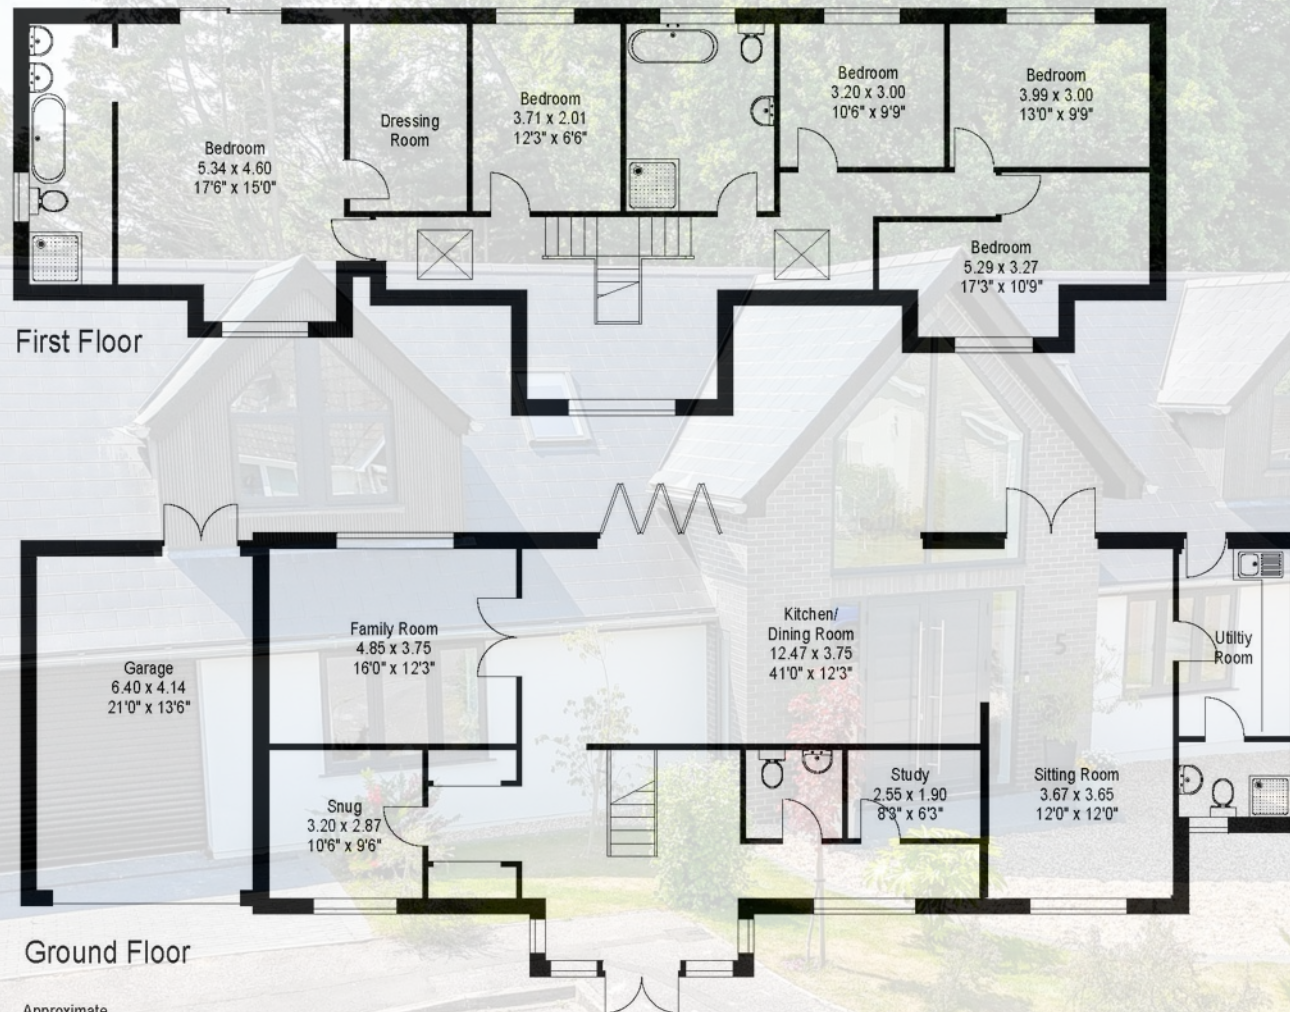 Bedroom
5.34 x 4.60
17'6" x 15'0"
Dressing
Room
Bedroom
3.71 x 2.01
12'3" x 6'6"
Bedroom
3.20 x 3.00
10'6" x 9'9"
Bedroom
3.99 x 3.00
13'0" x 9'9"
Bedroom
5.29 x 3.27
17'3" x 10'9"
First Floor
Garage
6.40 x 4.14
21'0" x 13'6"
Family Room
4.85 x 3.75
16'0" x 12'3"
Kitchen/
Dining Room
12.47 x 3.75
41'0" x 12'3"
5
Utiltiy
Room
Snug
3.20 x 2.87
10'6" x 9'6"
Study
2.55 x 1.90
8'3" x 6'3"
Sitting Room
3.67 x 3.65
12'0" x 12'0"
Ground Floor
Approximate